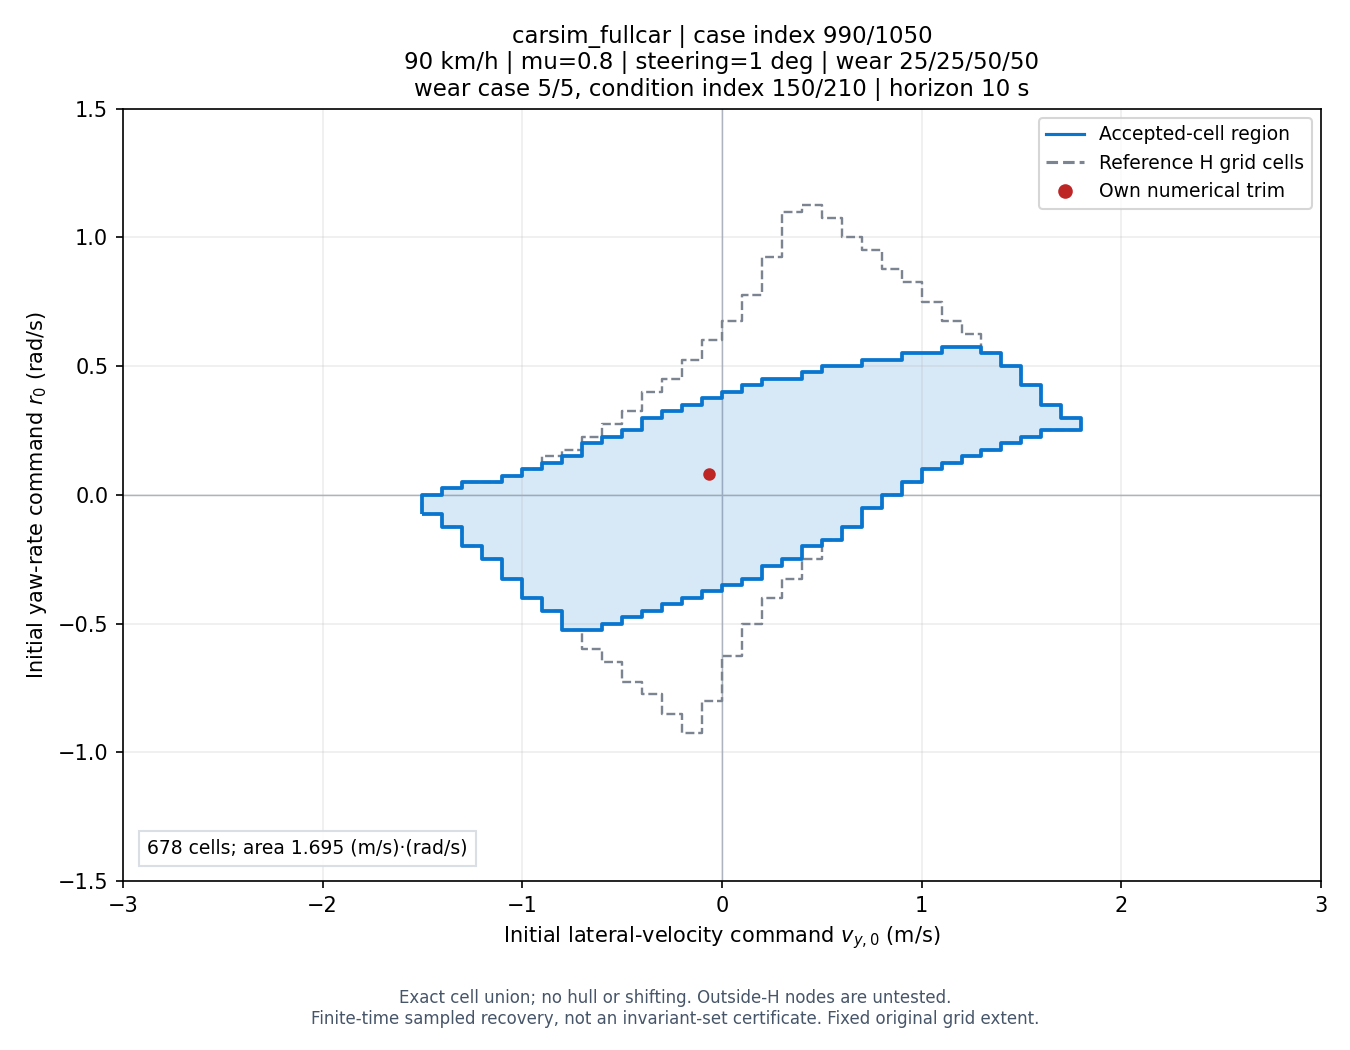 carsim_fullcar | case index 990/1050
90 km/h | mu=0.8 | steering=1 deg | wear 25/25/50/50
wear case 5/5, condition index 150/210 | horizon 10 s
Accepted-cell region
Reference H grid cells
Own numerical trim
1.5
1.0
0.5
0.0
−0.5
−1.0
−1.5
Initial yaw-rate command r₀ (rad/s)
678 cells; area 1.695 (m/s)·(rad/s)
−3
−2
−1
0
1
2
3
Initial lateral-velocity command v_{y,0} (m/s)
Exact cell union; no hull or shifting. Outside-H nodes are untested.
Finite-time sampled recovery, not an invariant-set certificate. Fixed original grid extent.